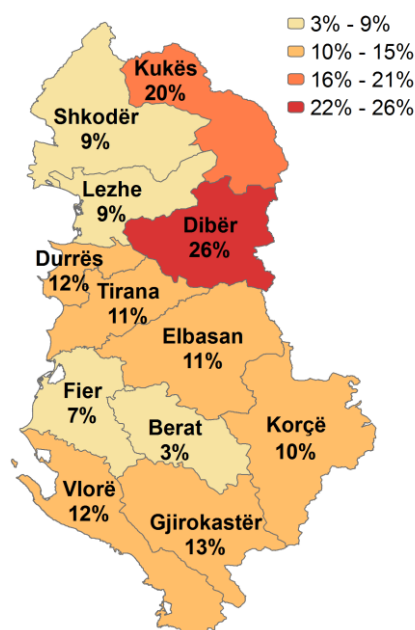 3% - 9%
10% - 15%
16% - 21%
22% - 26%
Kukës
20%
Shkodër
9%
Lezhe
9%
Dibër
26%
Durrës
12%
Tirana
11%
Elbasan
11%
Fier
7%
Berat
3%
Korçë
10%
Vlorë
12%
Gjirokastër
13%